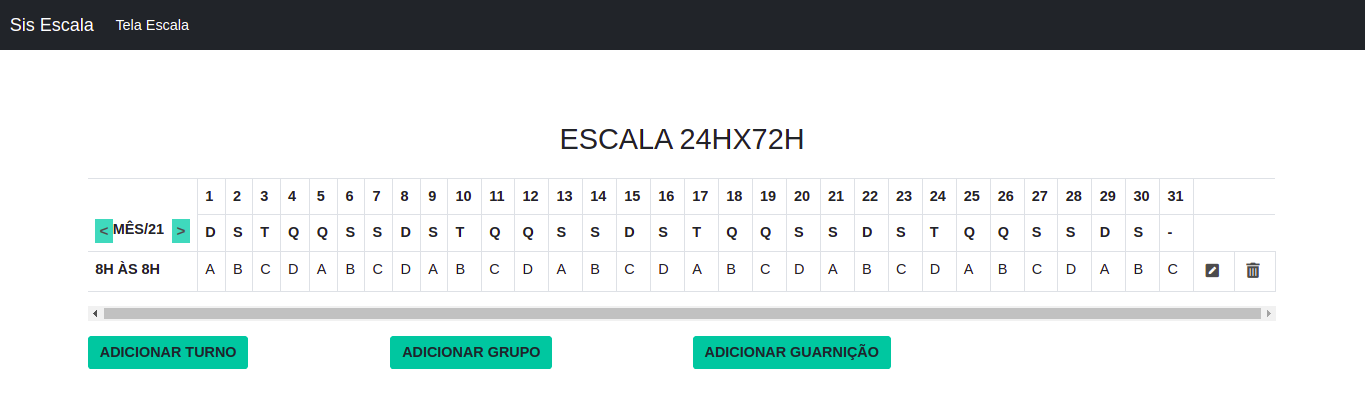 Sis Escala Tela Escala
ESCALA 24HX72H
1 2 3 4 5 6 7 8 9 10 11 12 13 14 15 16 17 18 19 20 21 22 23 24 25 26 27 28 29 30 31
< MÊS/21 > D S T Q Q S S D S T Q Q S S D S T Q Q S S D S T Q Q S S D S -
8H ÀS 8H A B C D A B C D A B C D A B C D A B C D A B C D A B C D A B C
ADICIONAR TURNO ADICIONAR GRUPO ADICIONAR GUARNIÇÃO